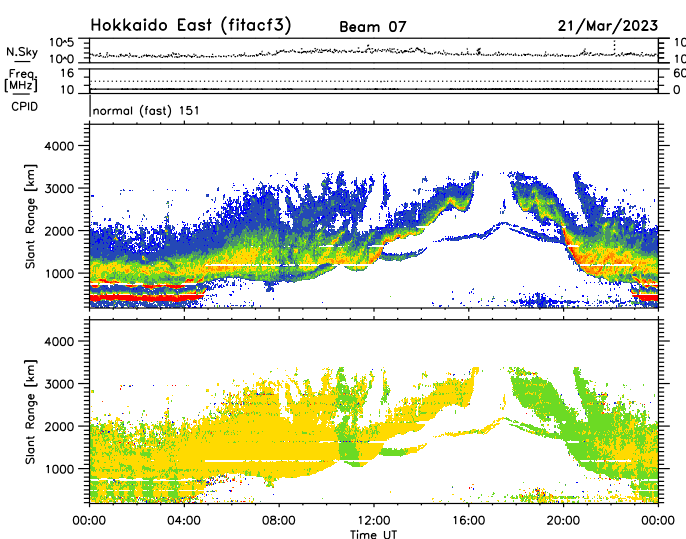 Hokkaido East (fitacf3) Beam 07 21/Mar/2023
N.Sky 10^5 10^0 10 10
Freq. [MHz] 16 10 60 0
CPID normal (fast) 151
Slant Range [km] 4000 3000 2000 1000
Slant Range [km] 4000 3000 2000 1000
00:00 04:00 08:00 12:00 16:00 20:00 00:00
Time UT